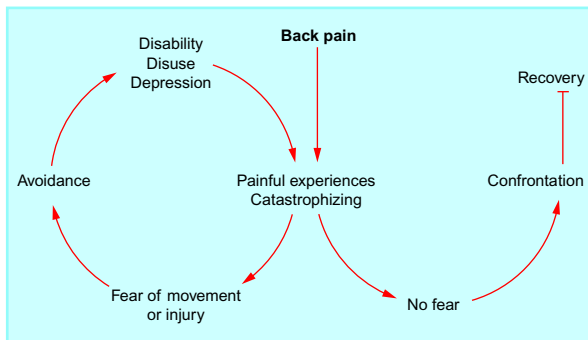 Disability
Disuse
Depression
Back pain
Recovery
Avoidance
Painful experiences
Catastrophizing
Confrontation
Fear of movement
or injury
No fear